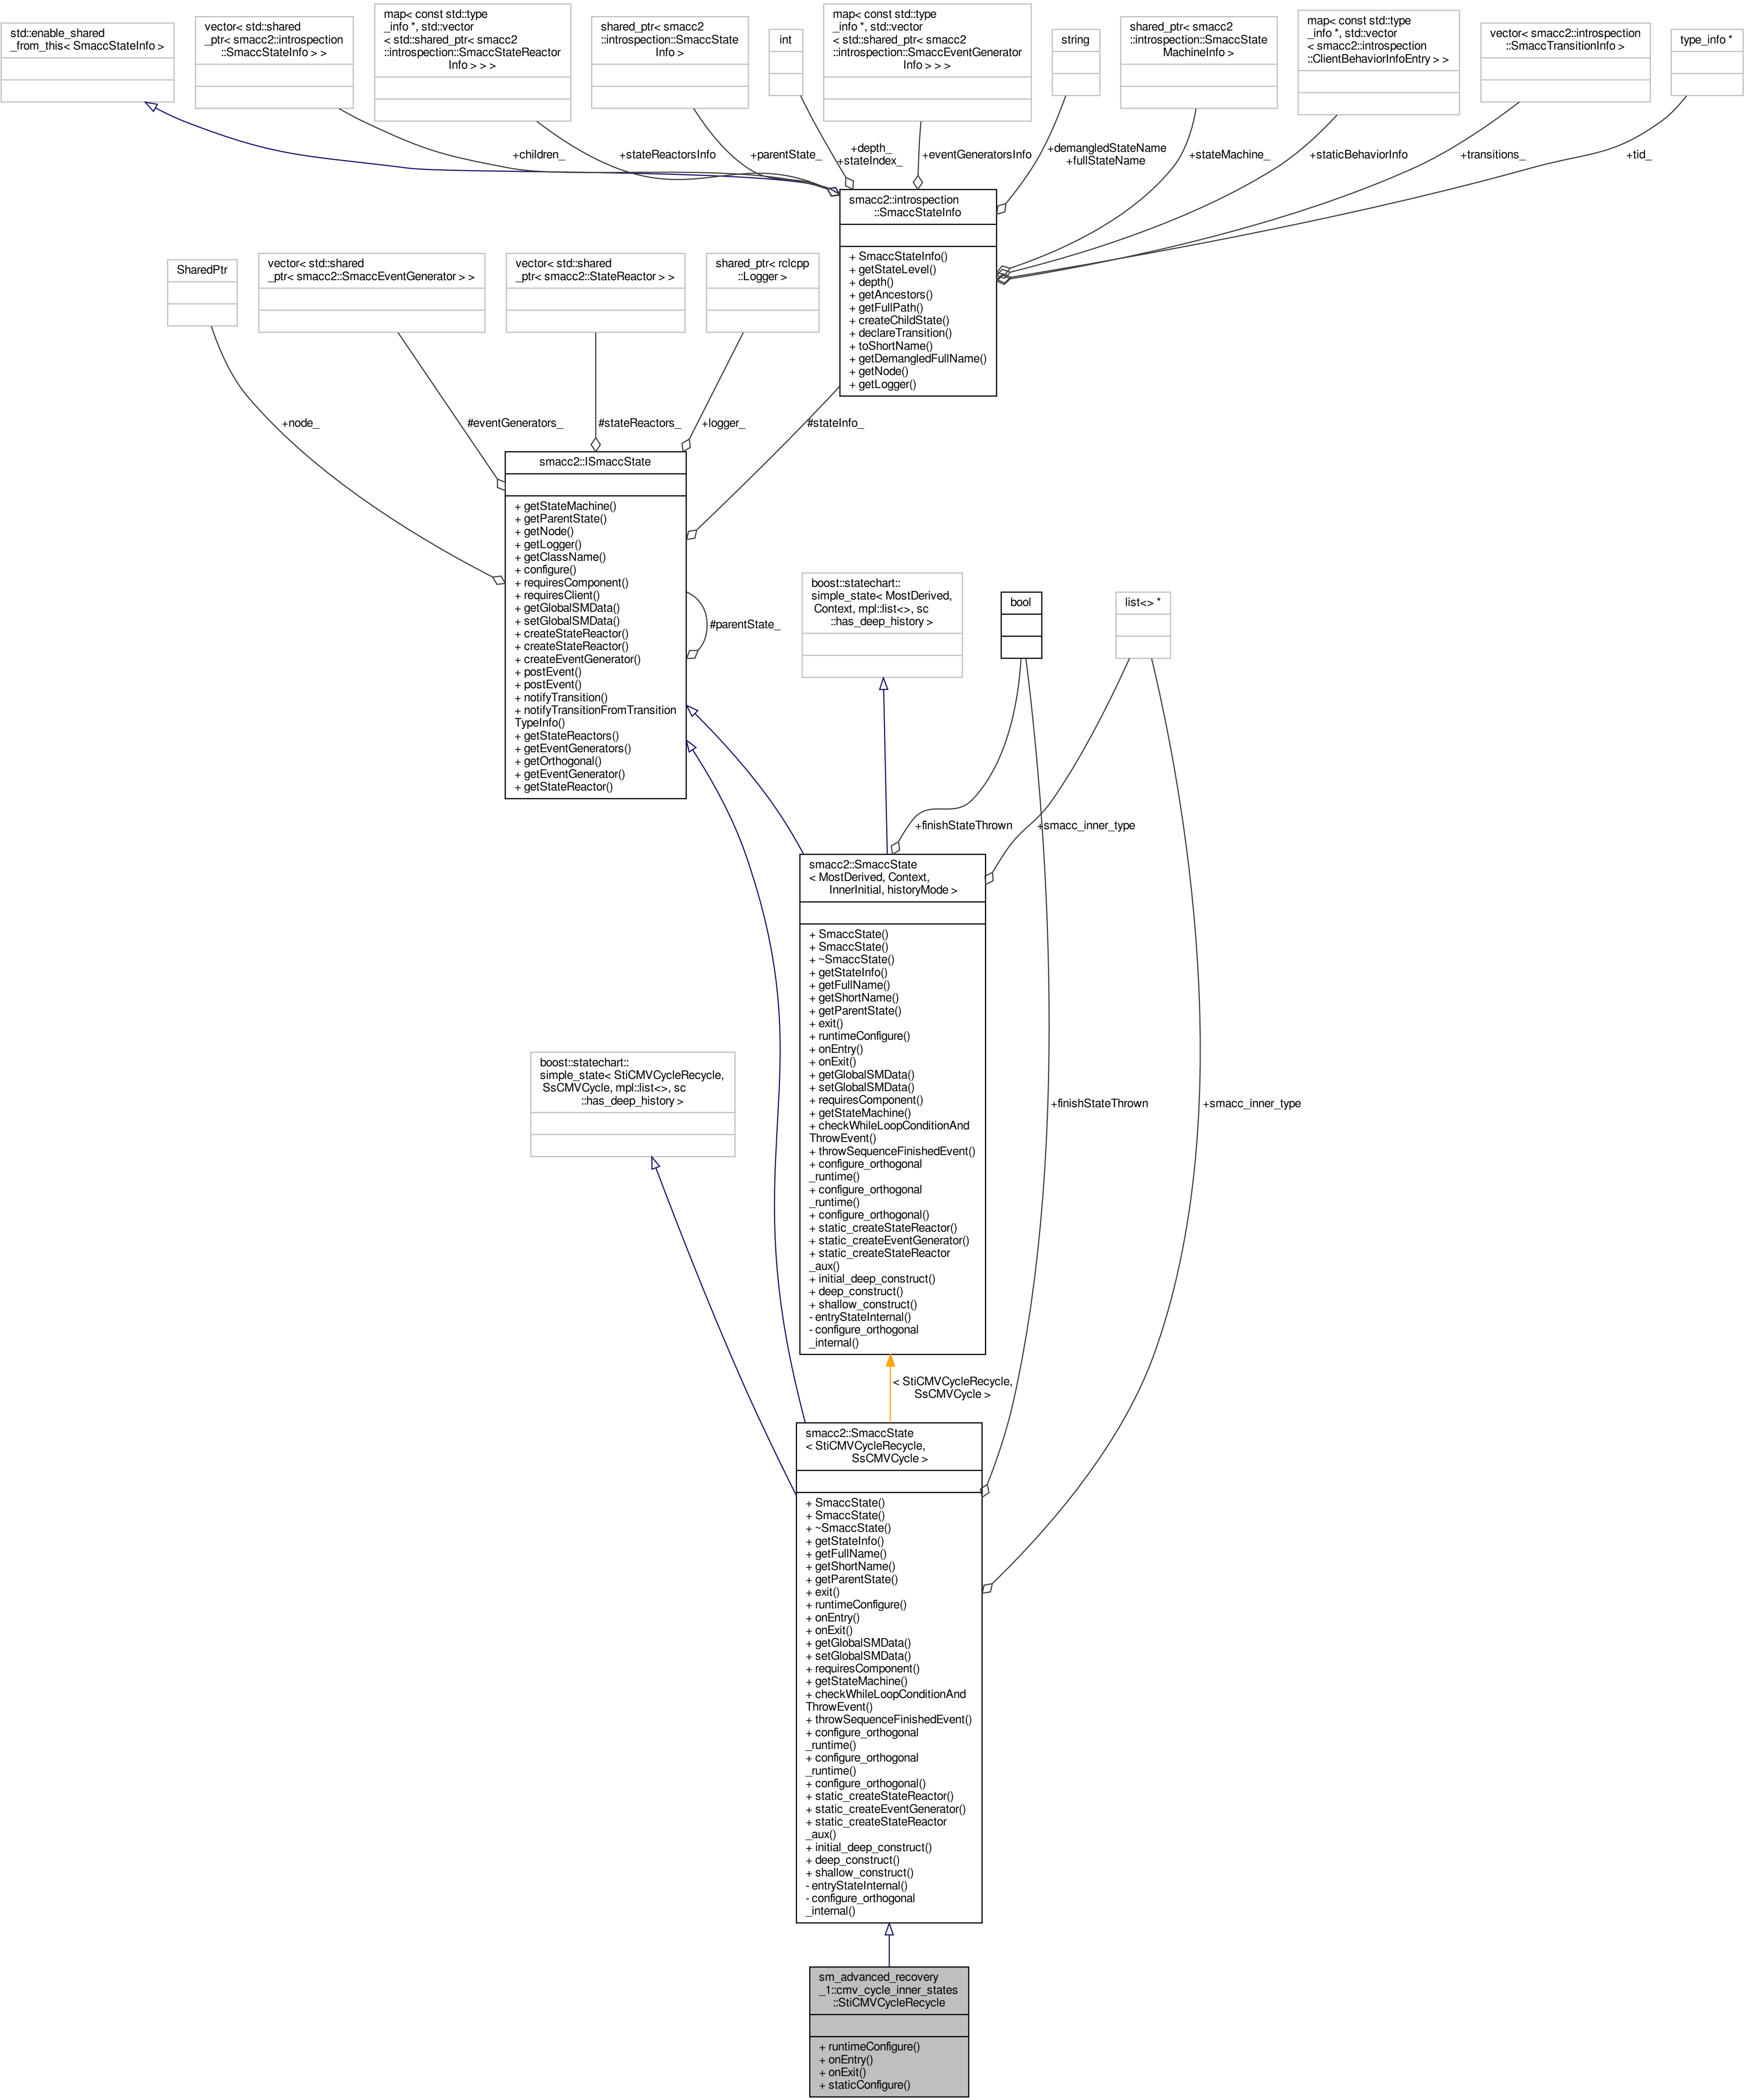 std::enable_shared
_from_this< SmaccStateInfo >
vector< std::shared
_ptr< smacc2::introspection
::SmaccStateInfo > >
map< const std::type
_info *, std::vector
< std::shared_ptr< smacc2
::introspection::SmaccStateReactor
Info > > >
shared_ptr< smacc2
::introspection::SmaccState
Info >
int
map< const std::type
_info *, std::vector
< std::shared_ptr< smacc2
::introspection::SmaccEventGenerator
Info > > >
string
shared_ptr< smacc2
::introspection::SmaccState
MachineInfo >
map< const std::type
_info *, std::vector
< smacc2::introspection
::ClientBehaviorInfoEntry > >
vector< smacc2::introspection
::SmaccTransitionInfo >
type_info *
+children_
+stateReactorsInfo
+parentState_
+depth_
+stateIndex_
+eventGeneratorsInfo
+demangledStateName
+fullStateName
+stateMachine_
+staticBehaviorInfo
+transitions_
+tid_
smacc2::introspection
::SmaccStateInfo
+ SmaccStateInfo()
+ getStateLevel()
+ depth()
+ getAncestors()
+ getFullPath()
+ createChildState()
+ declareTransition()
+ toShortName()
+ getDemangledFullName()
+ getNode()
+ getLogger()
SharedPtr
vector< std::shared
_ptr< smacc2::SmaccEventGenerator > >
vector< std::shared
_ptr< smacc2::StateReactor > >
shared_ptr< rclcpp
::Logger >
+node_
#eventGenerators_
#stateReactors_
+logger_
#stateInfo_
smacc2::ISmaccState
+ getStateMachine()
+ getParentState()
+ getNode()
+ getLogger()
+ getClassName()
+ configure()
+ requiresComponent()
+ requiresClient()
+ getGlobalSMData()
+ setGlobalSMData()
+ createStateReactor()
+ createStateReactor()
+ createEventGenerator()
+ postEvent()
+ postEvent()
+ notifyTransition()
+ notifyTransitionFromTransition
TypeInfo()
+ getStateReactors()
+ getEventGenerators()
+ getOrthogonal()
+ getEventGenerator()
+ getStateReactor()
#parentState_
boost::statechart::
simple_state< MostDerived,
Context, mpl::list<>, sc
::has_deep_history >
bool
list<> *
+finishStateThrown
+smacc_inner_type
smacc2::SmaccState
< MostDerived, Context,
InnerInitial, historyMode >
+ SmaccState()
+ SmaccState()
+ ~SmaccState()
+ getStateInfo()
+ getFullName()
+ getShortName()
+ getParentState()
+ exit()
+ runtimeConfigure()
+ onEntry()
+ onExit()
+ getGlobalSMData()
+ setGlobalSMData()
+ requiresComponent()
+ getStateMachine()
+ checkWhileLoopConditionAnd
ThrowEvent()
+ throwSequenceFinishedEvent()
+ configure_orthogonal
_runtime()
+ configure_orthogonal
_runtime()
+ configure_orthogonal()
+ static_createStateReactor()
+ static_createEventGenerator()
+ static_createStateReactor
_aux()
+ initial_deep_construct()
+ deep_construct()
+ shallow_construct()
- entryStateInternal()
- configure_orthogonal
_internal()
boost::statechart::
simple_state< StiCMVCycleRecycle,
SsCMVCycle, mpl::list<>, sc
::has_deep_history >
+finishStateThrown
+smacc_inner_type
< StiCMVCycleRecycle,
SsCMVCycle >
smacc2::SmaccState
< StiCMVCycleRecycle,
SsCMVCycle >
+ SmaccState()
+ SmaccState()
+ ~SmaccState()
+ getStateInfo()
+ getFullName()
+ getShortName()
+ getParentState()
+ exit()
+ runtimeConfigure()
+ onEntry()
+ onExit()
+ getGlobalSMData()
+ setGlobalSMData()
+ requiresComponent()
+ getStateMachine()
+ checkWhileLoopConditionAnd
ThrowEvent()
+ throwSequenceFinishedEvent()
+ configure_orthogonal
_runtime()
+ configure_orthogonal
_runtime()
+ configure_orthogonal()
+ static_createStateReactor()
+ static_createEventGenerator()
+ static_createStateReactor
_aux()
+ initial_deep_construct()
+ deep_construct()
+ shallow_construct()
- entryStateInternal()
- configure_orthogonal
_internal()
sm_advanced_recovery
_1::cmv_cycle_inner_states
::StiCMVCycleRecycle
+ runtimeConfigure()
+ onEntry()
+ onExit()
+ staticConfigure()